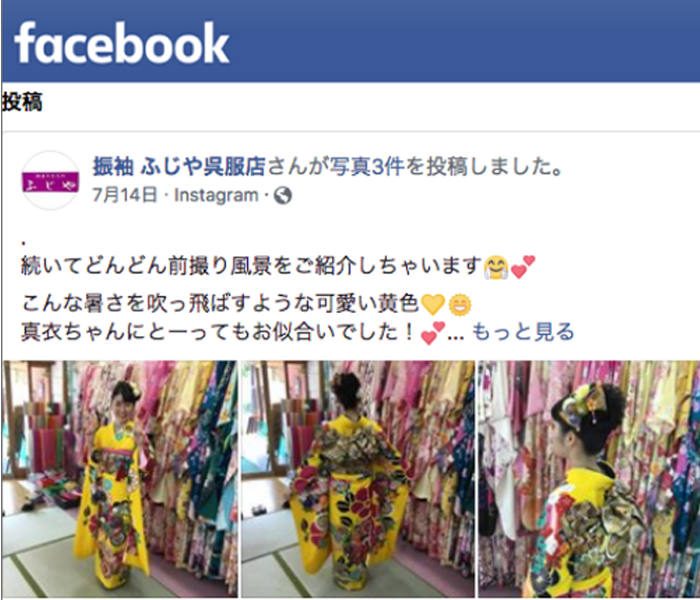 facebook
投稿
振袖 ふじや呉服店さんが写真3件を投稿しました。
ふじや
7月14日 · Instagram ·
.
続いてどんどん前撮り風景をご紹介しちゃいます🤗💕
こんな暑さを吹っ飛ばすような可愛い黄色💛🌞
真衣ちゃんにとーってもお似合いでした！💕... もっと見る